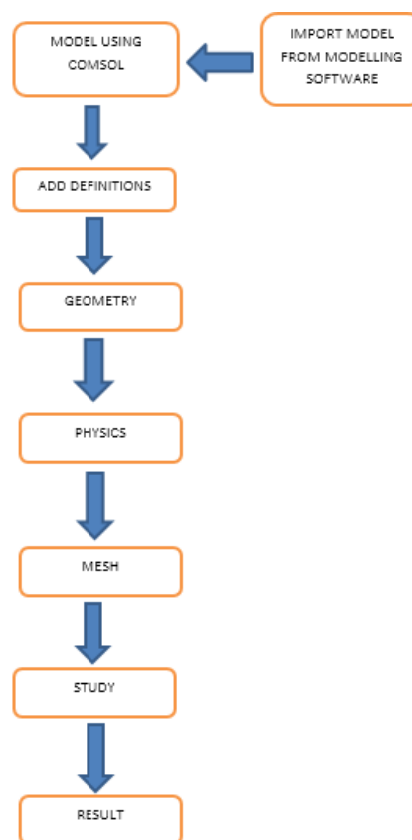 MODEL USING
COMSOL
IMPORT MODEL
FROM MODELLING
SOFTWARE
ADD DEFINITIONS
GEOMETRY
PHYSICS
MESH
STUDY
RESULT